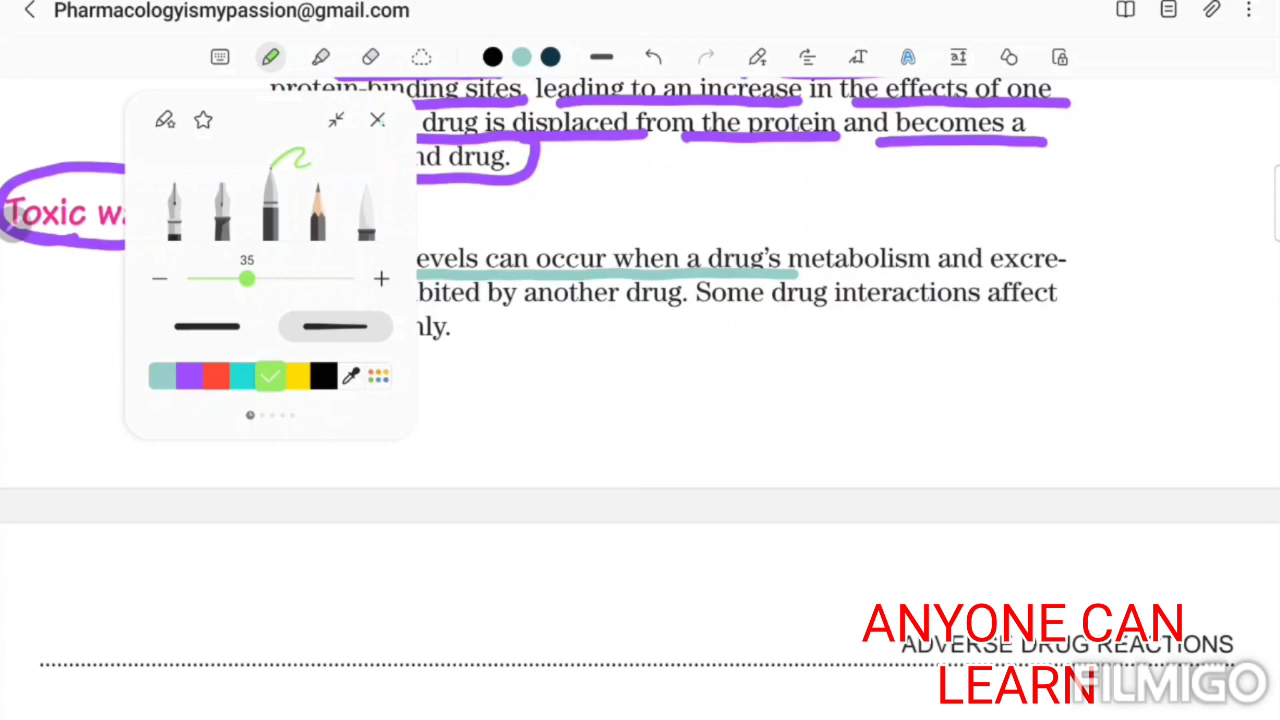 Pharmacologyismypassion@gmail.com
protein-binding sites, leading to an increase in the effects of one
drug is displaced from the protein and becomes a
nd drug.
Toxic
evels can occur when a drug's metabolism and excre-
bited by another drug. Some drug interactions affect
nly.
35
ANYONE CAN
ADVERSE DRUG REACTIONS
LEARN
FILMIGO